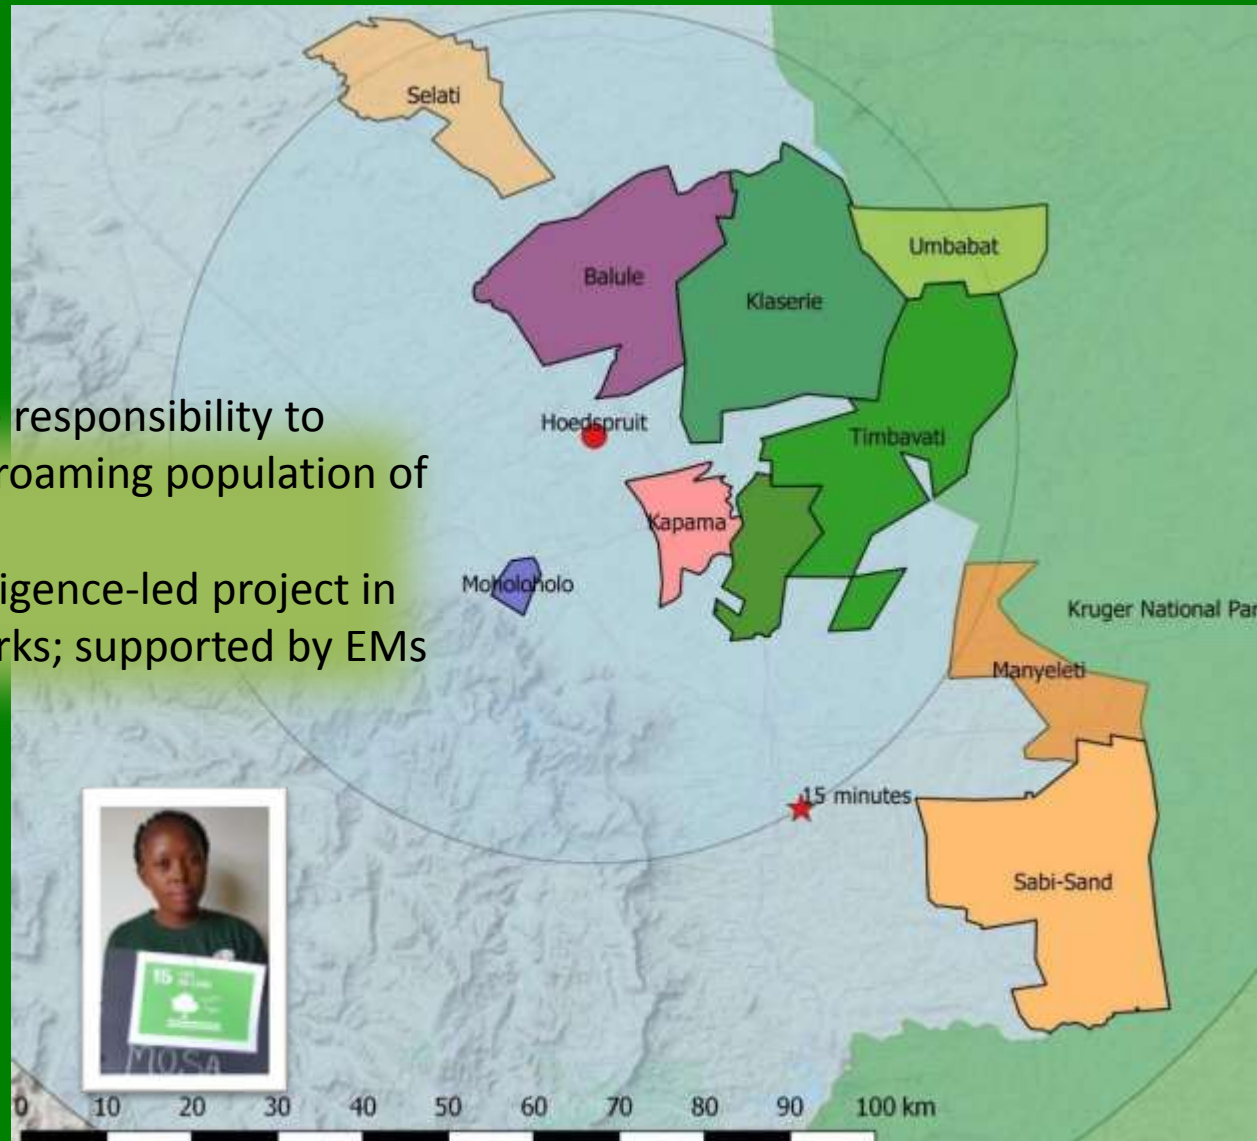 Selati
Umbabat
Balule
Klaserie
responsibility to
Hoedspruit
Timbavati
roaming population of
Kapama
igence-led project in
Moholoholo
Kruger National Par
rks; supported by EMs
Manyeleti
15 minutes
Sabi-Sand
15
MOSA
0 10 20 30 40 50 60 70 80 90 100 km